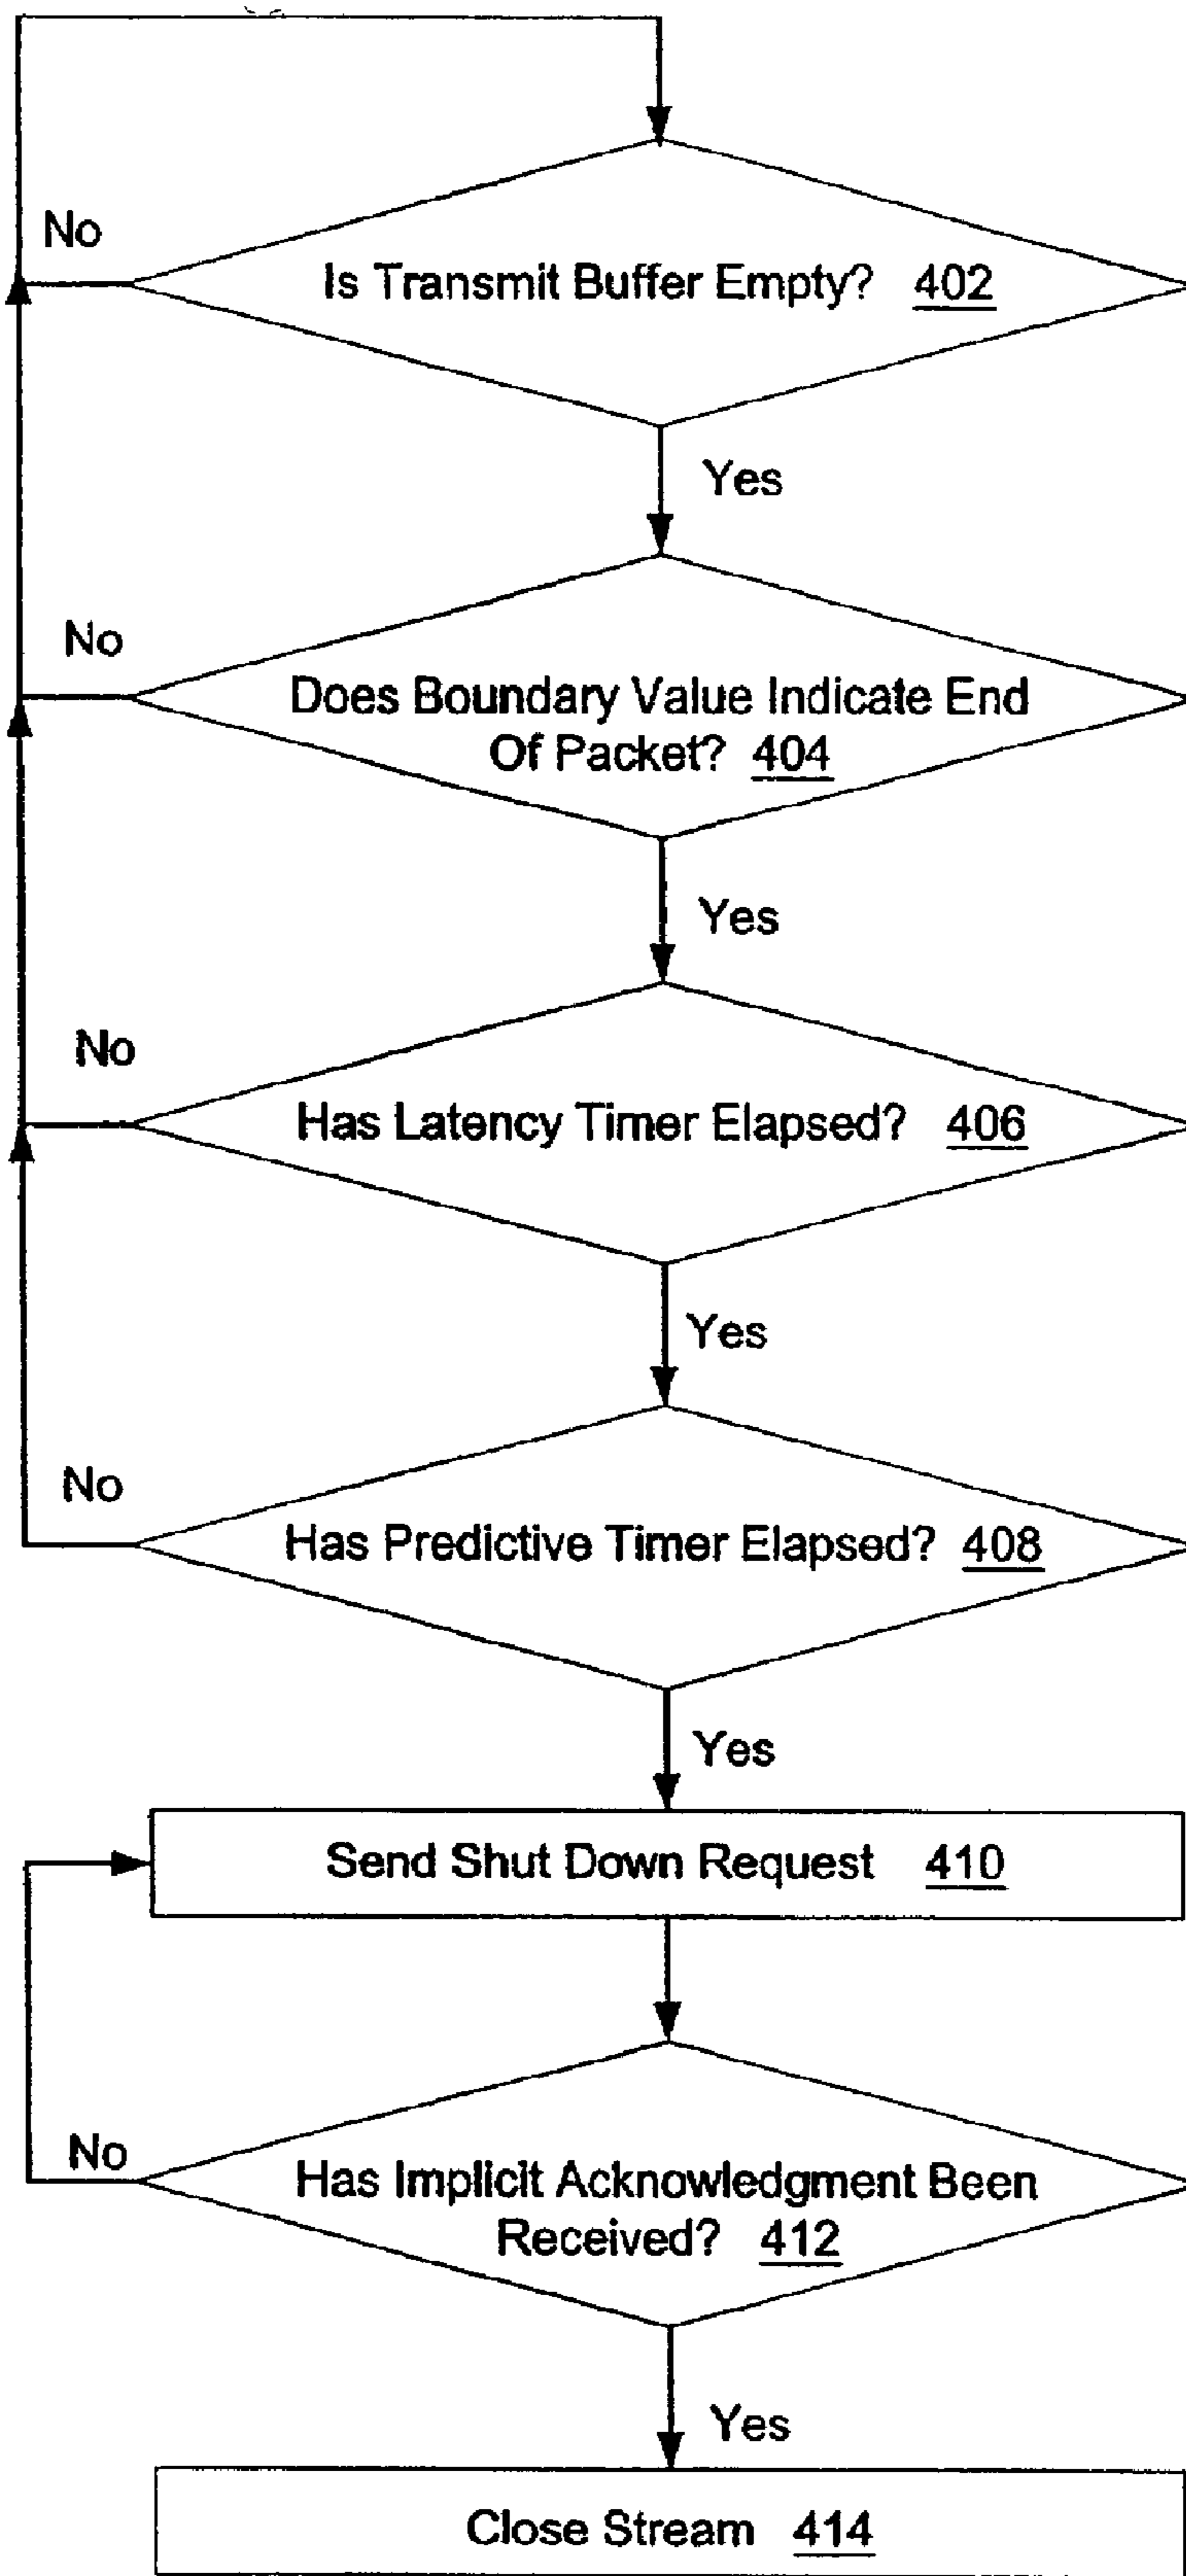 No
Is Transmit Buffer Empty? 402
Yes
No
Does Boundary Value Indicate End
Of Packet? 404
Yes
No
Has Latency Timer Elapsed? 406
Yes
No
Has Predictive Timer Elapsed? 408
Yes
Send Shut Down Request 410
No
Has Implicit Acknowledgment Been
Received? 412
Yes
Close Stream 414